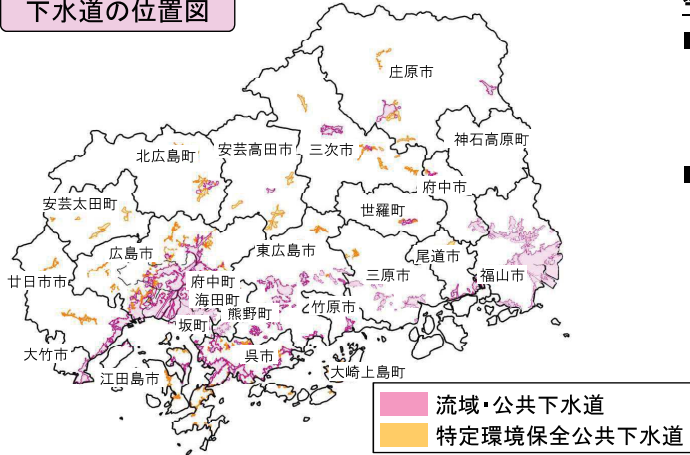 下水道の位置図
庄原市
神石高原町
北広島町
安芸高田市
三次市
府中市
安芸太田町
世羅町
広島市
東広島市
尾道市
廿日市市
府中町
三原市
福山市
海田町
熊野町
竹原市
坂町
大竹市
呉市
江田島市
大崎上島町
流域・公共下水道
特定環境保全公共下水道